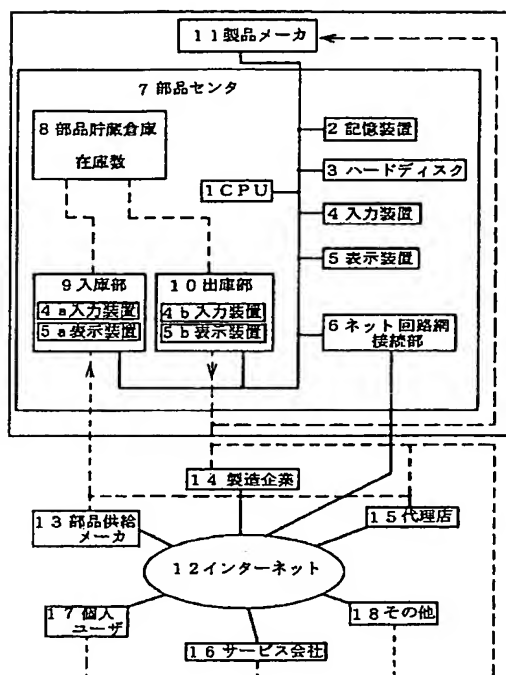 11製品メーカ
7部品センタ
8部品貯蔵倉庫
在庫数
2記憶装置
3ハードディスク
1CPU
4入力装置
5表示装置
9入庫部
4a入力装置
5a表示装置
10出庫部
4b入力装置
5b表示装置
6ネット回路網
接続部
14製造企業
13部品供給
メーカ
15代理店
12インターネット
17個人
ユーザ
18その他
16サービス会社